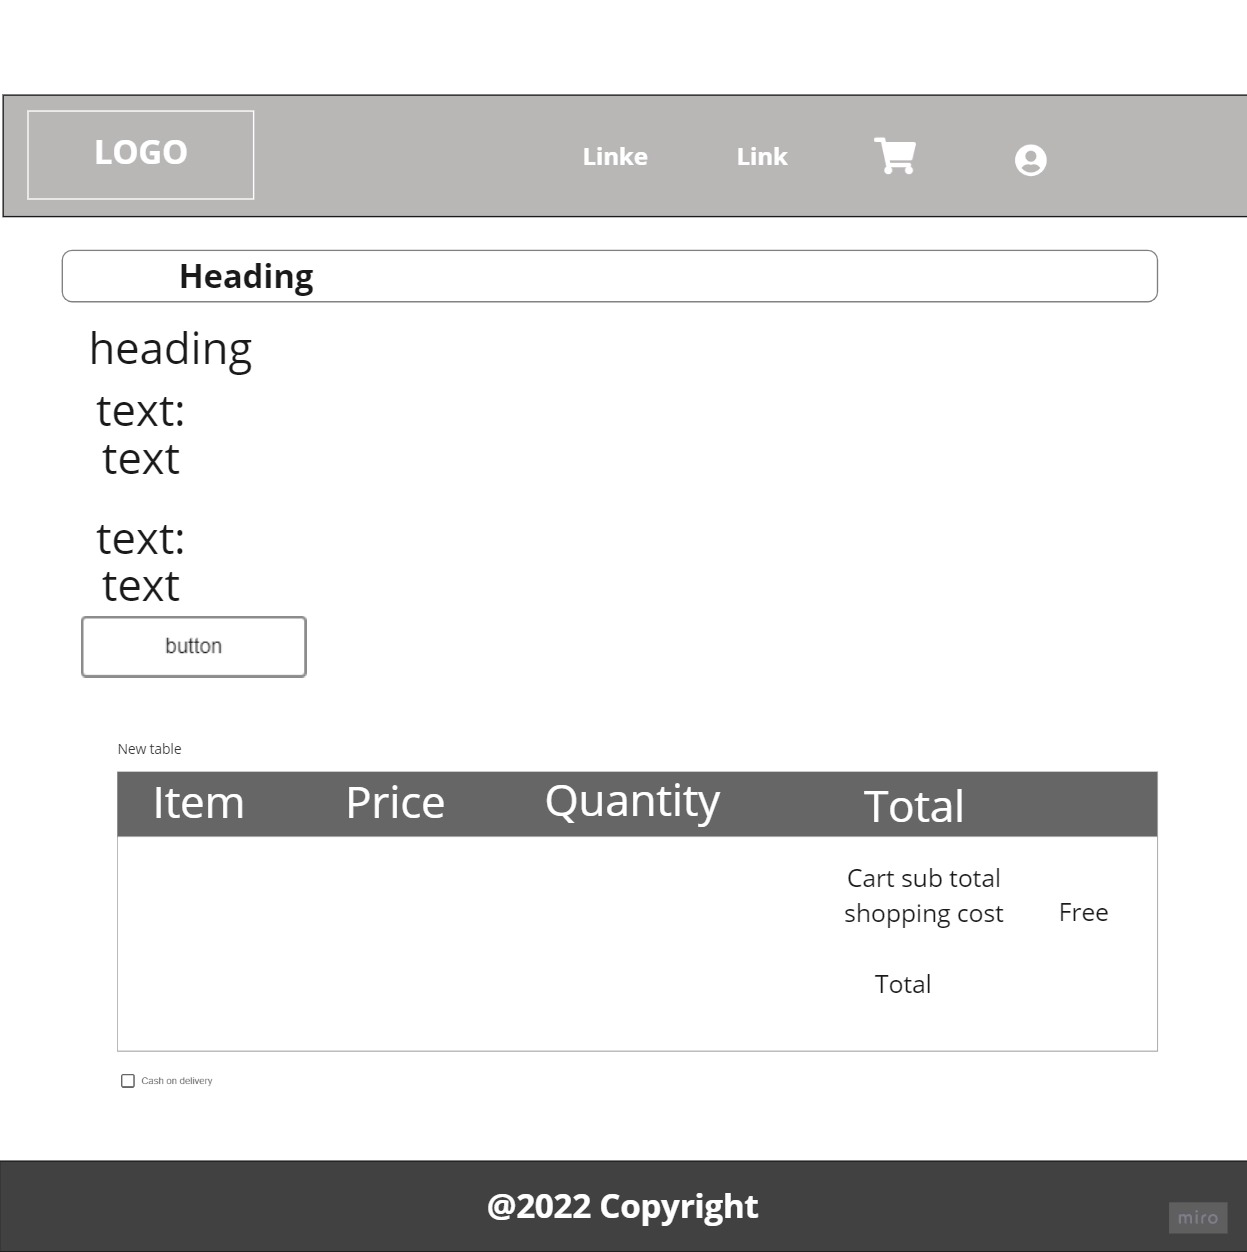 LOGO
Linke
Link
Heading
heading
text:
text
text:
text
button
New table
Item Price Quantity Total
Cart sub total
shopping cost Free
Total
Cash on delivery
@2022 Copyright
miro